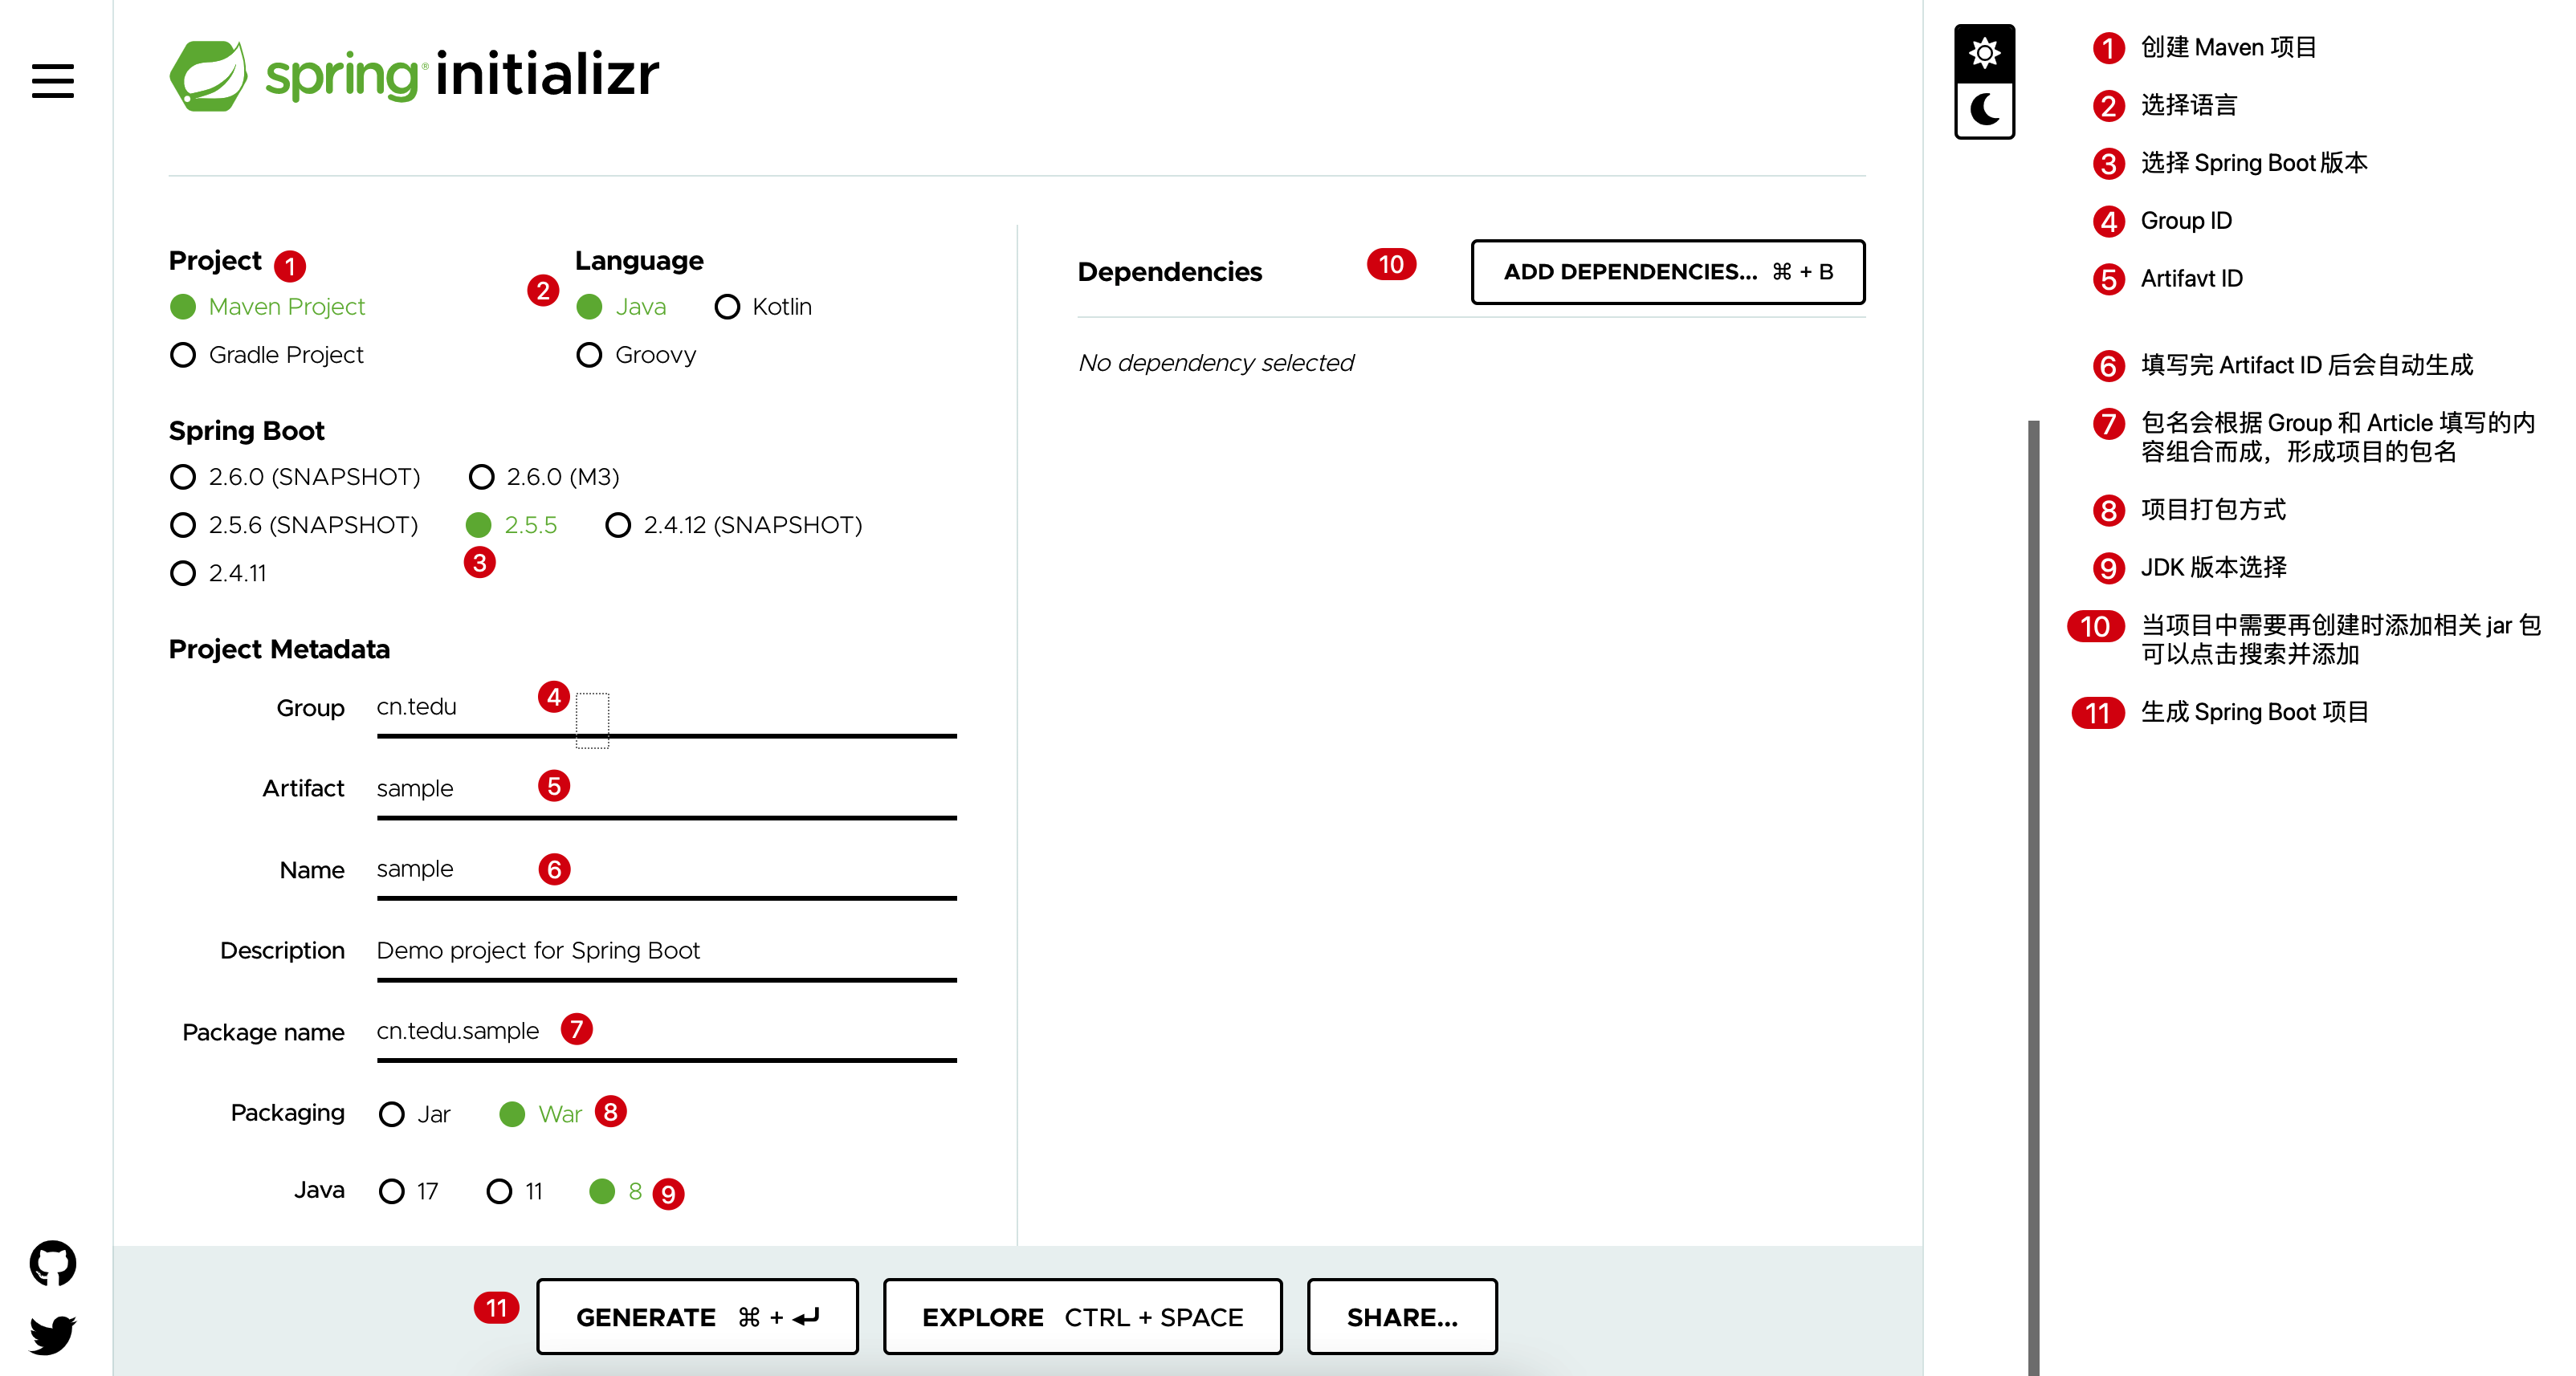 spring® initializr
Project 1
Maven Project
Gradle Project
Language
2 Java Kotlin
Groovy
Spring Boot
2.6.0 (SNAPSHOT) 2.6.0 (M3)
2.5.6 (SNAPSHOT) 2.5.5 2.4.12 (SNAPSHOT)
3
2.4.11
Project Metadata
Group cn.tedu 4
Artifact sample 5
Name sample 6
Description Demo project for Spring Boot
Package name cn.tedu.sample 7
Packaging Jar War 8
Java 17 11 8 9
Dependencies 10 ADD DEPENDENCIES... ⌘ + B
No dependency selected
11 GENERATE ⌘ + ↵ EXPLORE CTRL + SPACE SHARE...
1 创建 Maven 项目
2 选择语言
3 选择 Spring Boot 版本
4 Group ID
5 Artifavt ID
6 填写完 Artifact ID 后会自动生成
7 包名会根据 Group 和 Article 填写的内
容组合而成，形成项目的包名
8 项目打包方式
9 JDK 版本选择
10 当项目中需要再创建时添加相关 jar 包
可以点击搜索并添加
11 生成 Spring Boot 项目